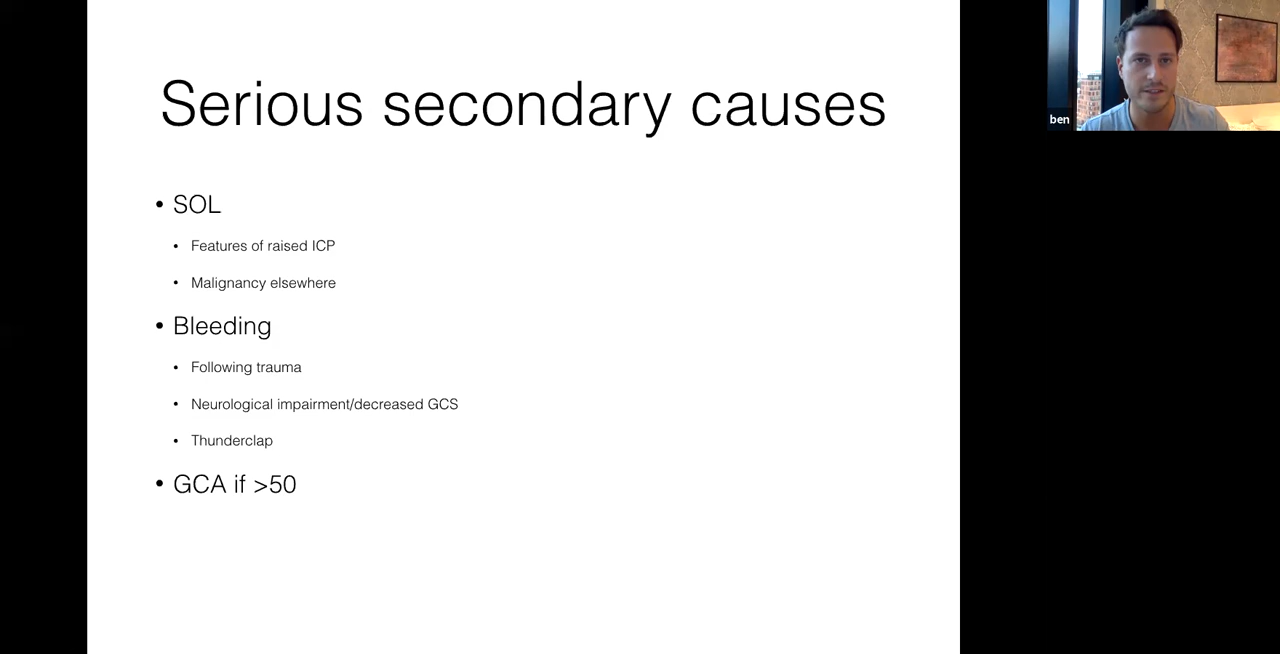 Serious secondary causes
• SOL
• Features of raised ICP
• Malignancy elsewhere
• Bleeding
• Following trauma
• Neurological impairment/decreased GCS
• Thunderclap
• GCA if >50
ben